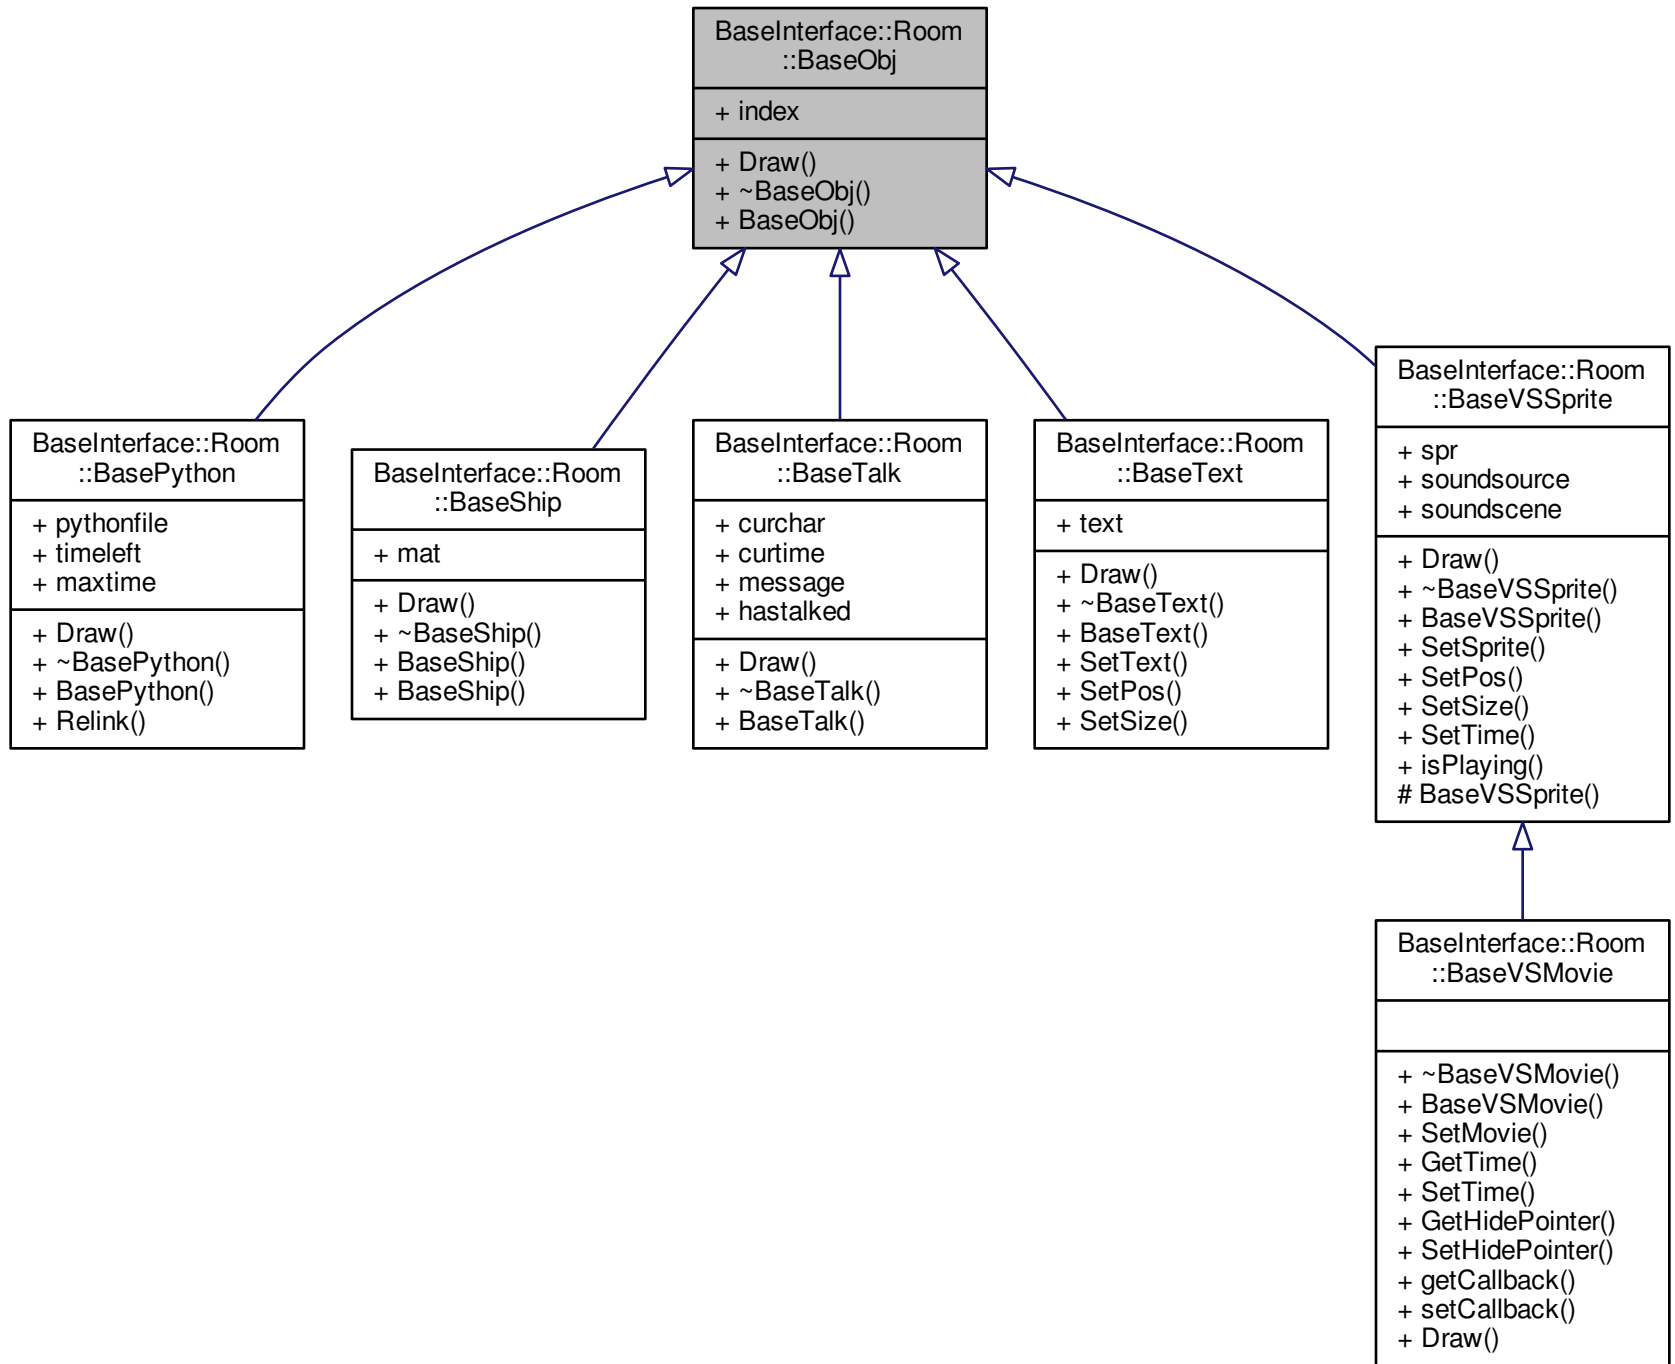 BaseInterface::Room
::BaseObj
+ index
+ Draw()
+ ~BaseObj()
+ BaseObj()
BaseInterface::Room
::BasePython
+ pythonfile
+ timeleft
+ maxtime
+ Draw()
+ ~BasePython()
+ BasePython()
+ Relink()
BaseInterface::Room
::BaseShip
+ mat
+ Draw()
+ ~BaseShip()
+ BaseShip()
+ BaseShip()
BaseInterface::Room
::BaseTalk
+ curchar
+ curtime
+ message
+ hastalked
+ Draw()
+ ~BaseTalk()
+ BaseTalk()
BaseInterface::Room
::BaseText
+ text
+ Draw()
+ ~BaseText()
+ BaseText()
+ SetText()
+ SetPos()
+ SetSize()
BaseInterface::Room
::BaseVSSprite
+ spr
+ soundsource
+ soundscene
+ Draw()
+ ~BaseVSSprite()
+ BaseVSSprite()
+ SetSprite()
+ SetPos()
+ SetSize()
+ SetTime()
+ isPlaying()
# BaseVSSprite()
BaseInterface::Room
::BaseVSMovie
+ ~BaseVSMovie()
+ BaseVSMovie()
+ SetMovie()
+ GetTime()
+ SetTime()
+ GetHidePointer()
+ SetHidePointer()
+ getCallback()
+ setCallback()
+ Draw()